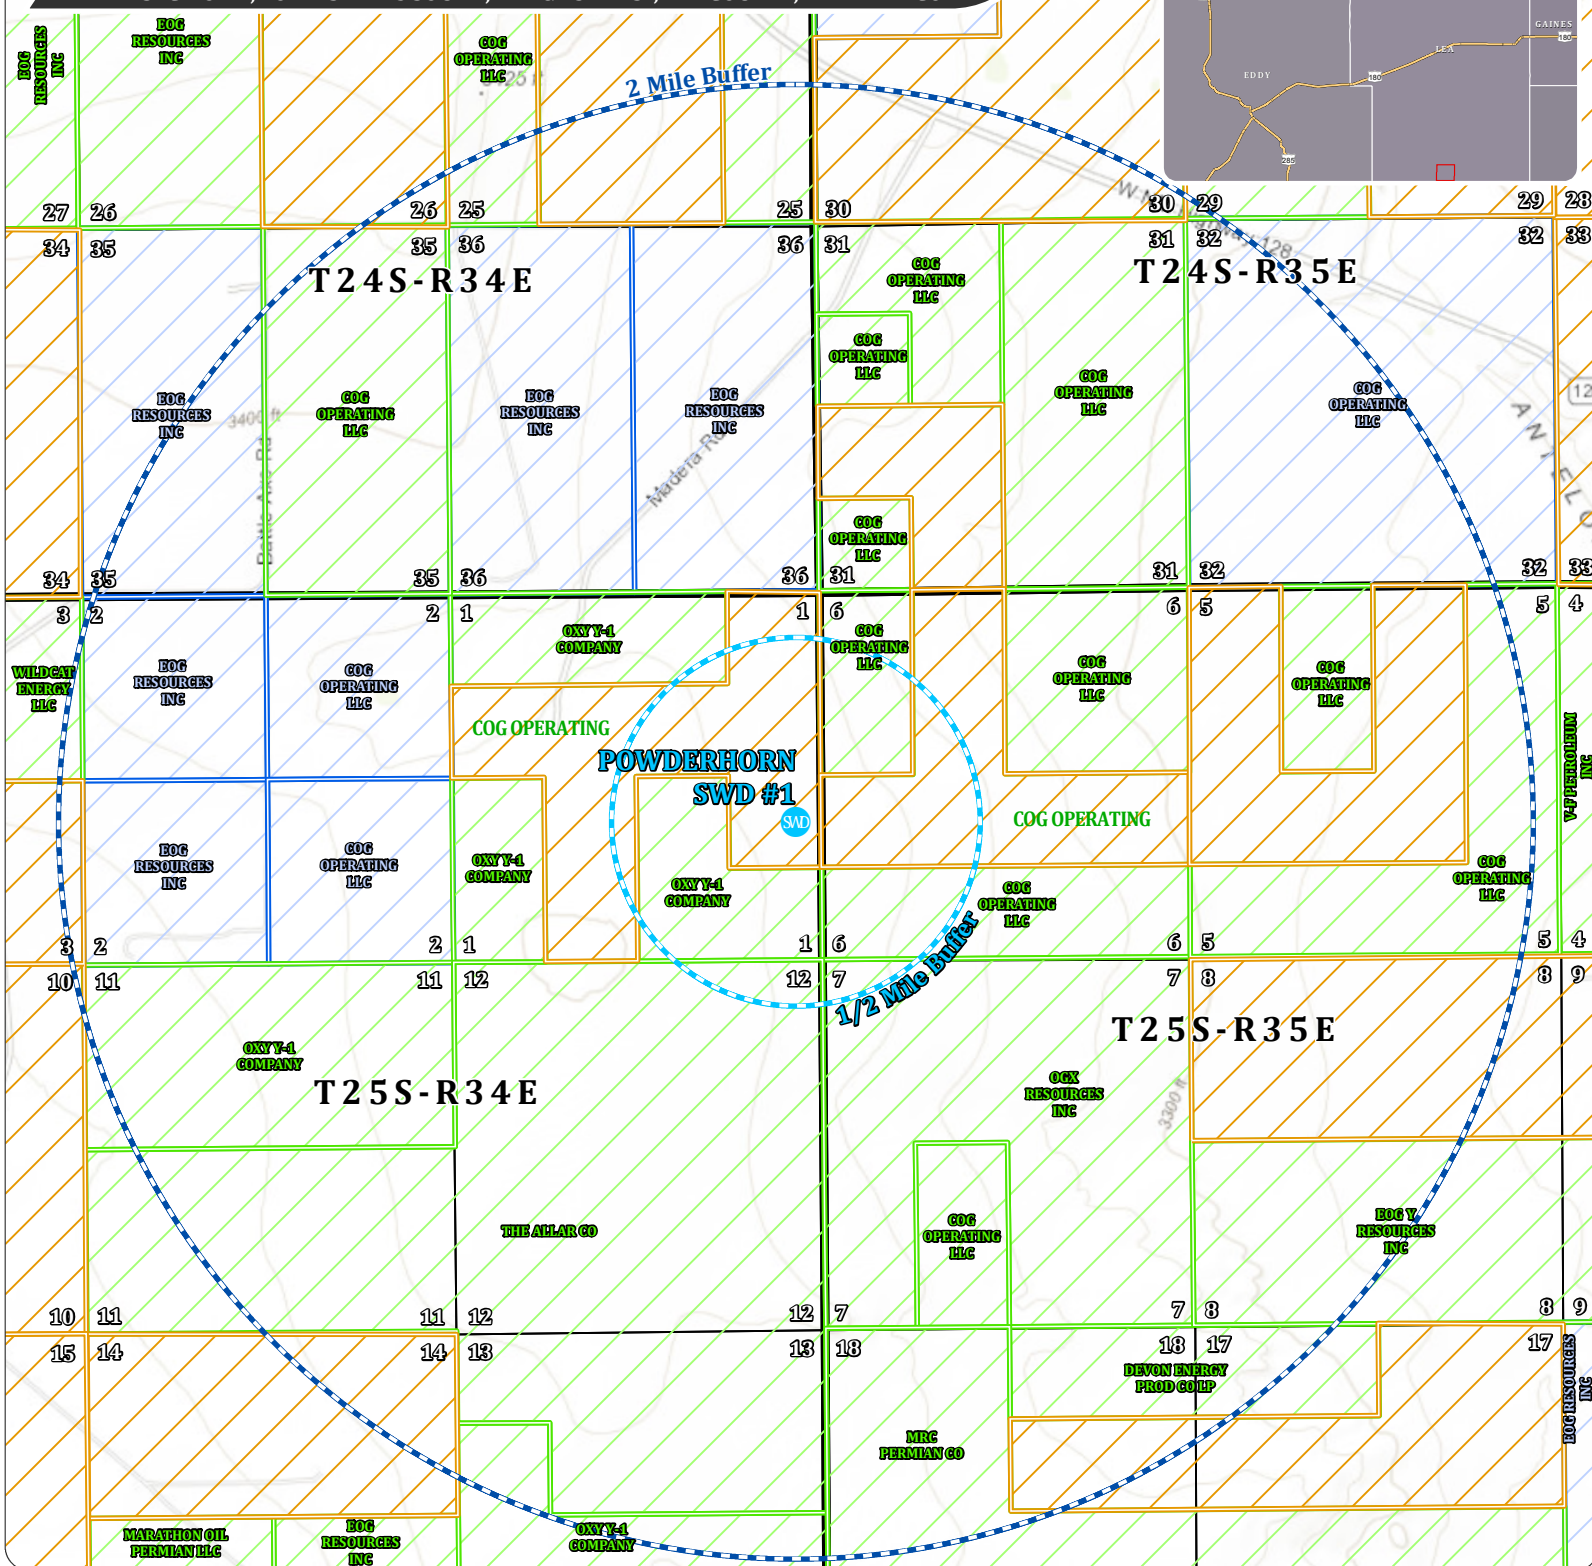 EOG
RESOURCES
INC
EOG
RESOURCES
INC
COG
OPERATING
LLC
2 Mile Buffer
EDDY
LEA
GAINES
180
180
285
27
26
26
25
25
30
30
29
29
28
34
35
35
36
36
31
31
32
32
33
T24S-R34E
T24S-R35E
COG
OPERATING
LLC
COG
OPERATING
LLC
EOG
RESOURCES
INC
COG
OPERATING
LLC
EOG
RESOURCES
INC
EOG
RESOURCES
INC
COG
OPERATING
LLC
COG
OPERATING
LLC
3400 ft
Madera Rd
COG
OPERATING
LLC
34
35
35
36
36
31
31
32
32
33
3
2
2
1
1
6
6
5
5
4
WILDCAT
ENERGY
LLC
EOG
RESOURCES
INC
COG
OPERATING
LLC
OXY Y-1
COMPANY
COG
OPERATING
LLC
COG
OPERATING
LLC
COG
OPERATING
LLC
V-F PETROLEUM
INC
COG OPERATING
POWDERHORN
SWD #1
SWD
COG OPERATING
EOG
RESOURCES
INC
COG
OPERATING
LLC
OXY Y-1
COMPANY
OXY Y-1
COMPANY
COG
OPERATING
LLC
COG
OPERATING
LLC
3
2
2
1
1
6
6
5
5
4
10
11
11
12
12
7
7
8
8
9
1/2 Mile Buffer
OXY Y-1
COMPANY
T25S-R34E
T25S-R35E
OGX
RESOURCES
INC
3300 ft
THE ALLAR CO
COG
OPERATING
LLC
EOG Y
RESOURCES
INC
10
11
11
12
12
7
7
8
8
9
15
14
14
13
13
18
18
17
17
DEVON ENERGY
PROD CO LP
EOG RESOURCES
INC
MRC
PERMIAN CO
MARATHON OIL
PERMIAN LLC
EOG
RESOURCES
INC
OXY Y-1
COMPANY